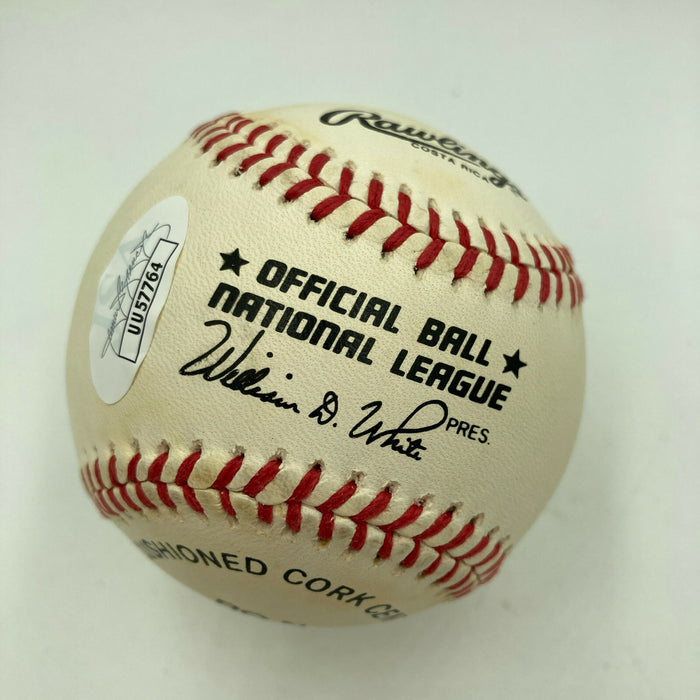 Rawlings
COSTA RICA
★ OFFICIAL BALL
NATIONAL LEAGUE ★
William D. White PRES.
UU57764
SHIONED CORK CE